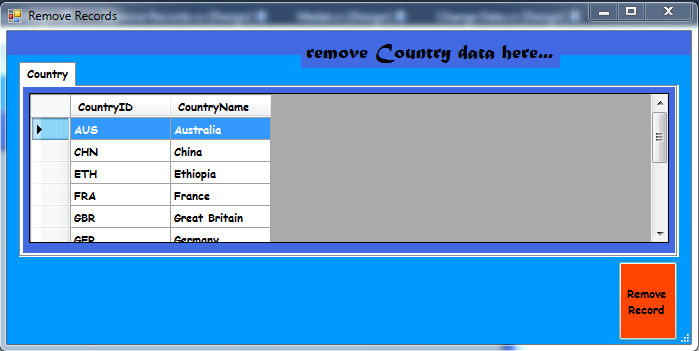 Remove Records
remove Country data here...
Country
CountryID CountryName
AUS Australia
CHN China
ETH Ethiopia
FRA France
GBR Great Britain
GER Germany
Remove
Record